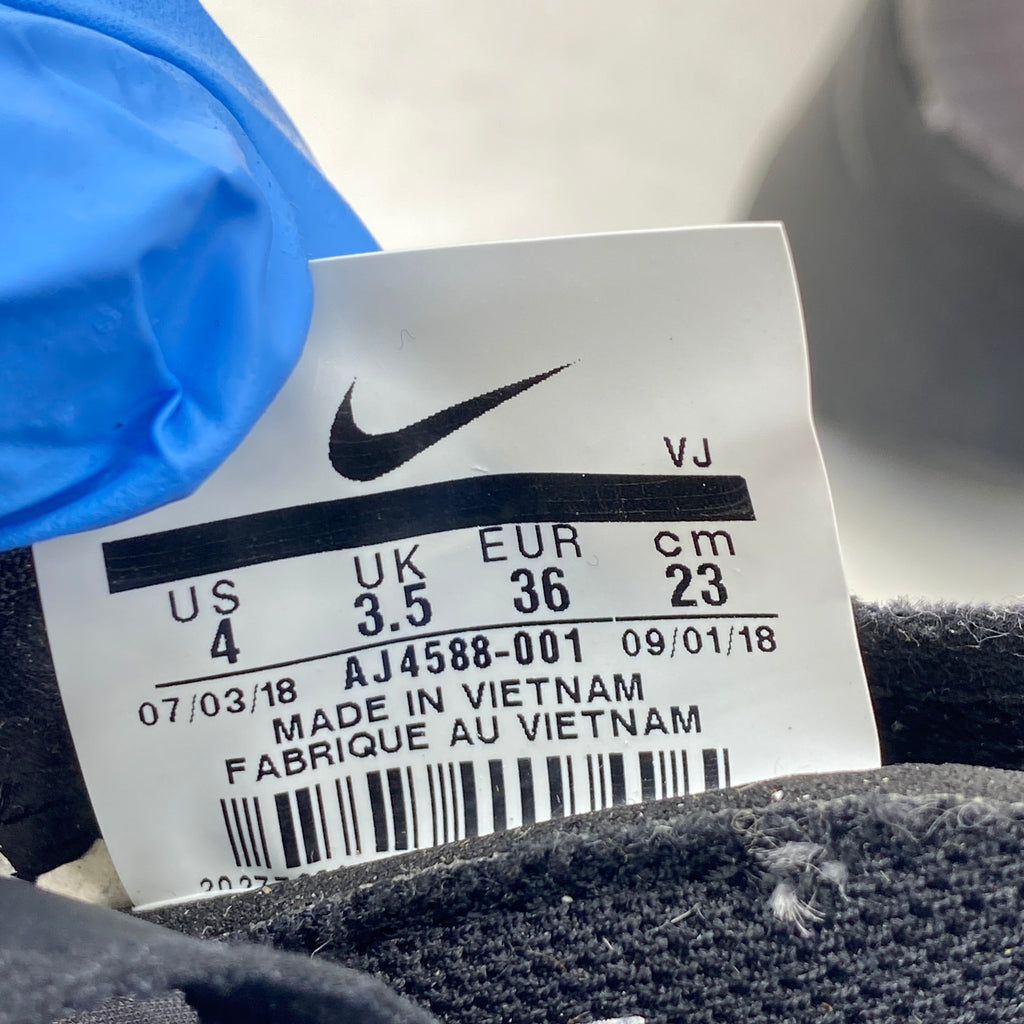 VJ
US UK EUR cm
4 3.5 36 23
07/03/18 AJ4588-001 09/01/18
MADE IN VIETNAM
FABRIQUE AU VIETNAM